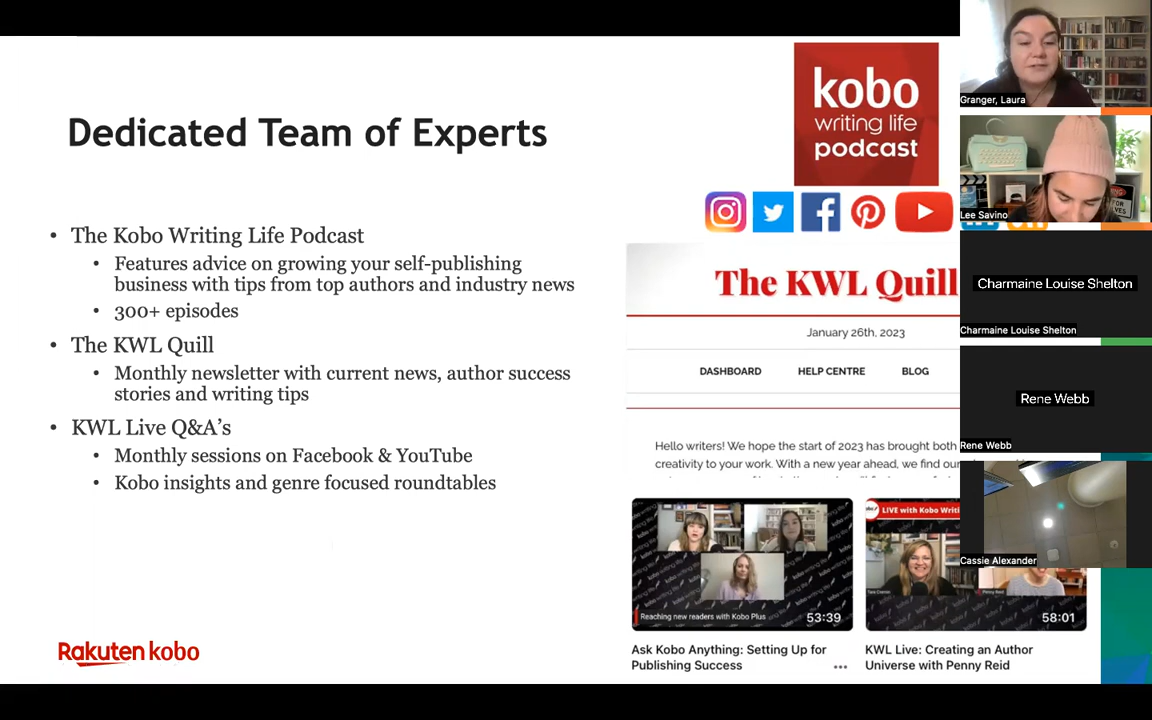 Dedicated Team of Experts
• The Kobo Writing Life Podcast
• Features advice on growing your self-publishing
business with tips from top authors and industry news
• 300+ episodes
• The KWL Quill
• Monthly newsletter with current news, author success
stories and writing tips
• KWL Live Q&A's
• Monthly sessions on Facebook & YouTube
• Kobo insights and genre focused roundtables
Rakuten kobo
kobo
writing life
podcast
The KWL Quill
January 26th, 2023
DASHBOARD HELP CENTRE BLOG
Hello writers! We hope the start of 2023 has brought both
creativity to your work. With a new year ahead, we find our
Reaching new readers with Kobo Plus
53:39
Ask Kobo Anything: Setting Up for
Publishing Success
LIVE with Kobo Writi
58:01
KWL Live: Creating an Author
Universe with Penny Reid
Granger, Laura
Lee Savino
Charmaine Louise Shelton
Charmaine Louise Shelton
Rene Webb
Rene Webb
Cassie Alexander